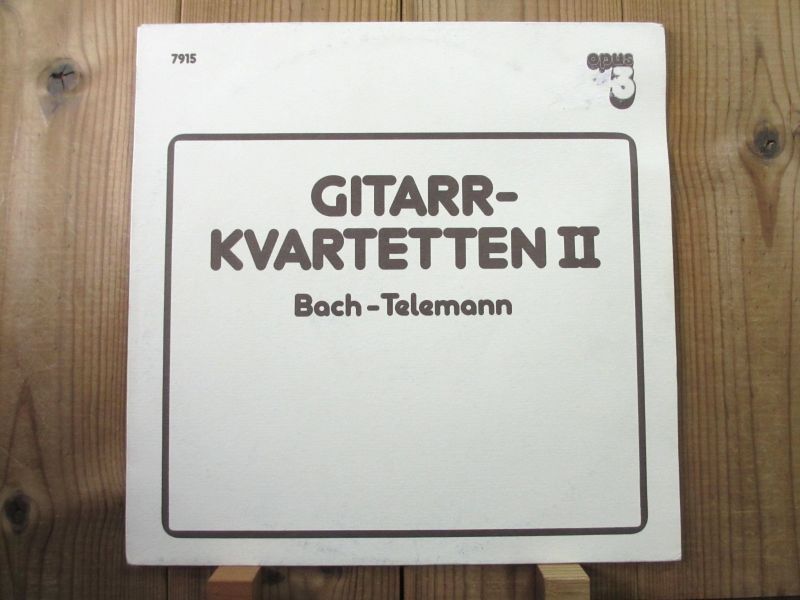 7915
opus
3
GITARR-
KVARTETTEN II
Bach-Telemann